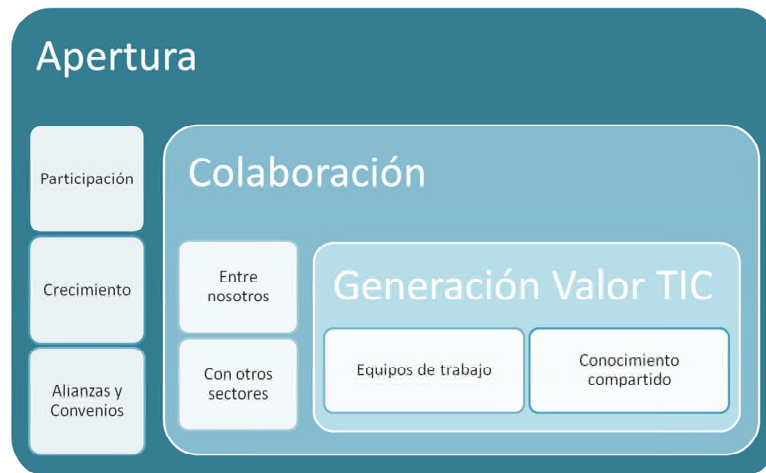 Apertura
Participación
Crecimiento
Alianzas y
Convenios
Colaboración
Entre
nosotros
Con otros
sectores
Generación Valor TIC
Equipos de trabajo
Conocimiento
compartido